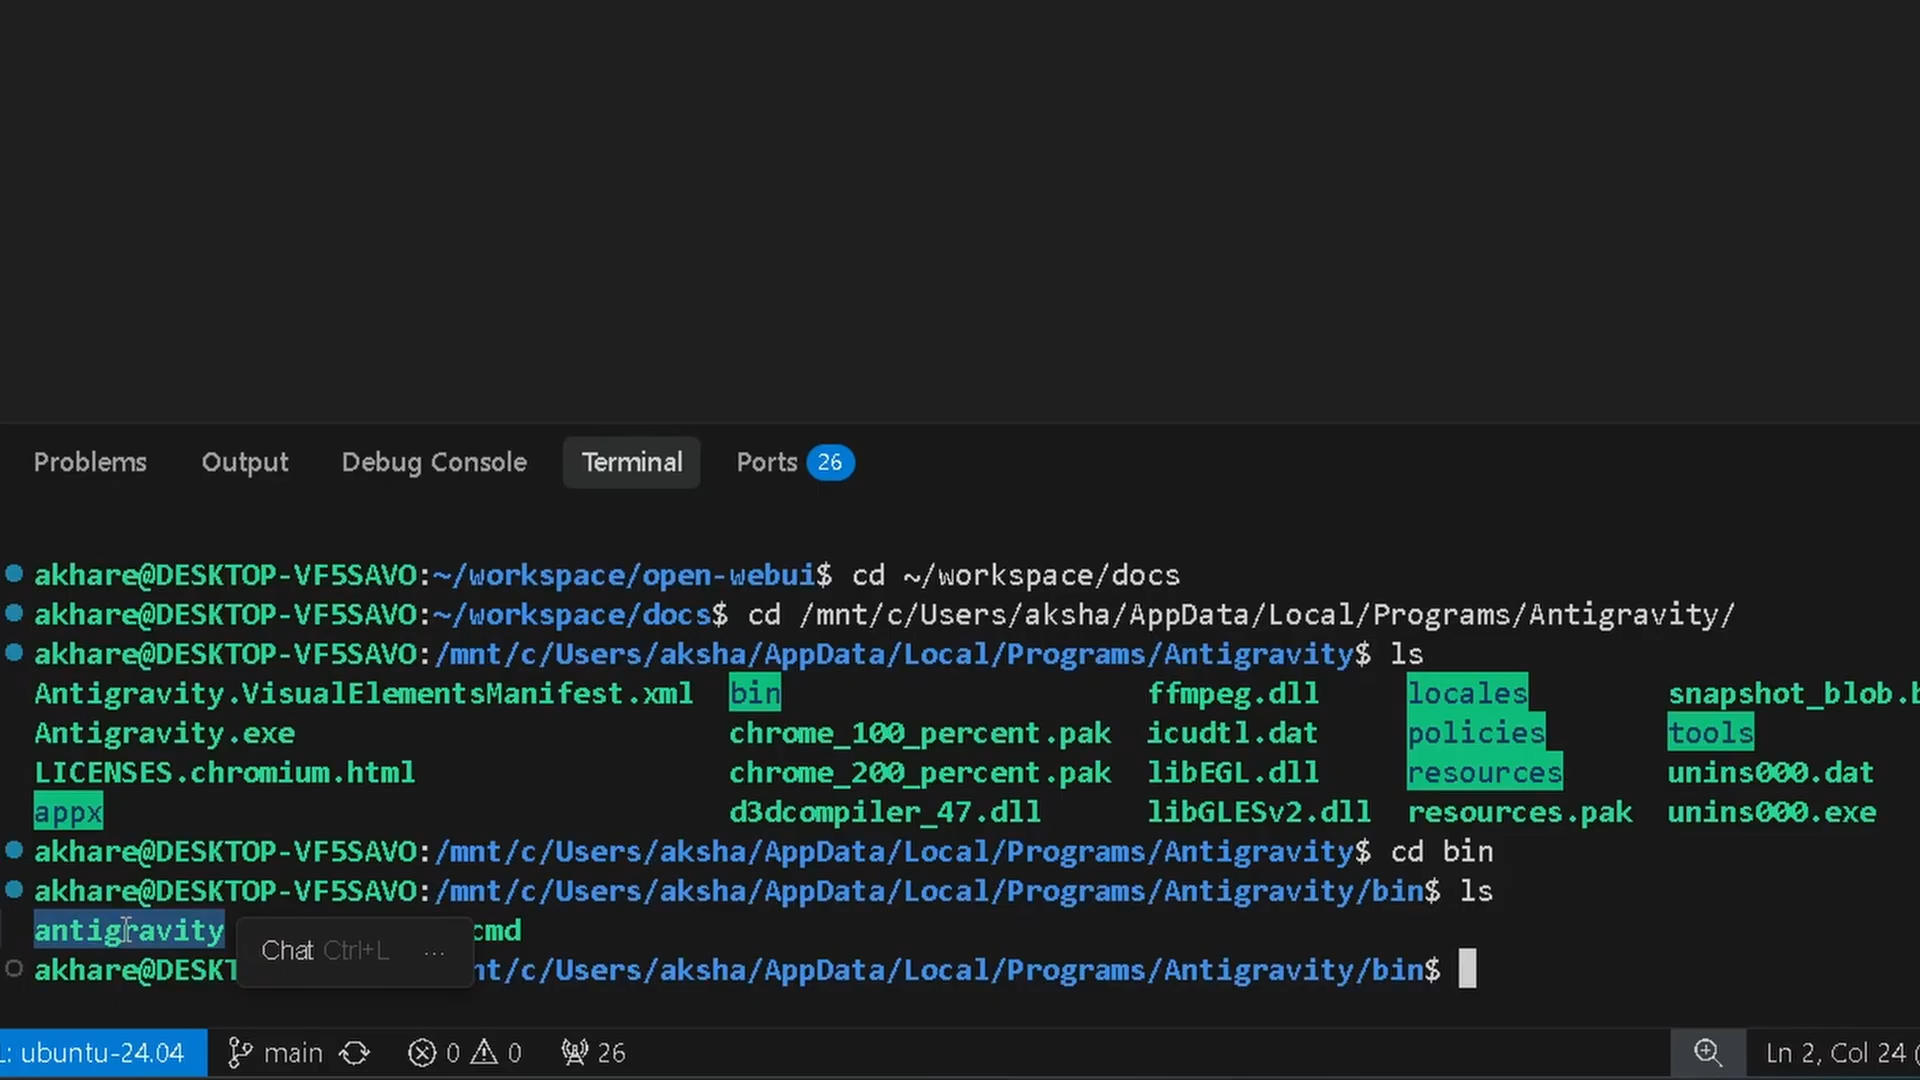 Problems Output Debug Console Terminal Ports 26
akhare@DESKTOP-VF5SAVO:~/workspace/open-webui$ cd ~/workspace/docs
akhare@DESKTOP-VF5SAVO:~/workspace/docs$ cd /mnt/c/Users/aksha/AppData/Local/Programs/Antigravity/
akhare@DESKTOP-VF5SAVO:/mnt/c/Users/aksha/AppData/Local/Programs/Antigravity$ ls
Antigravity.VisualElementsManifest.xml bin ffmpeg.dll locales snapshot_blob.b
Antigravity.exe chrome_100_percent.pak icudtl.dat policies tools
LICENSES.chromium.html chrome_200_percent.pak libEGL.dll resources unins000.dat
appx d3dcompiler_47.dll libGLESv2.dll resources.pak unins000.exe
akhare@DESKTOP-VF5SAVO:/mnt/c/Users/aksha/AppData/Local/Programs/Antigravity$ cd bin
akhare@DESKTOP-VF5SAVO:/mnt/c/Users/aksha/AppData/Local/Programs/Antigravity/bin$ ls
antigravity cmd
Chat Ctrl+L ...
akhare@DESKT nt/c/Users/aksha/AppData/Local/Programs/Antigravity/bin$
L: ubuntu-24.04 main 0 0 26 Ln 2, Col 24 (